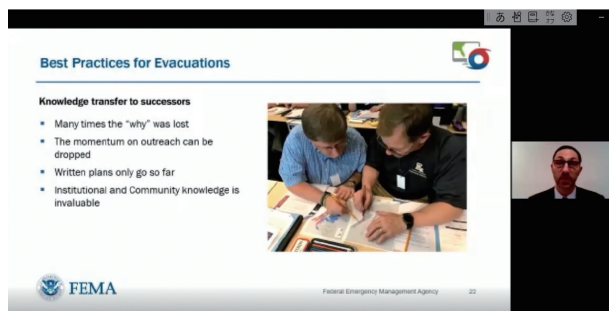 あ
Best Practices for Evacuations
Knowledge transfer to successors
Many times the “why” was lost
The momentum on outreach can be
dropped
Written plans only go so far
Institutional and Community knowledge is
invaluable
FEMA
Federal Emergency Management Agency
22